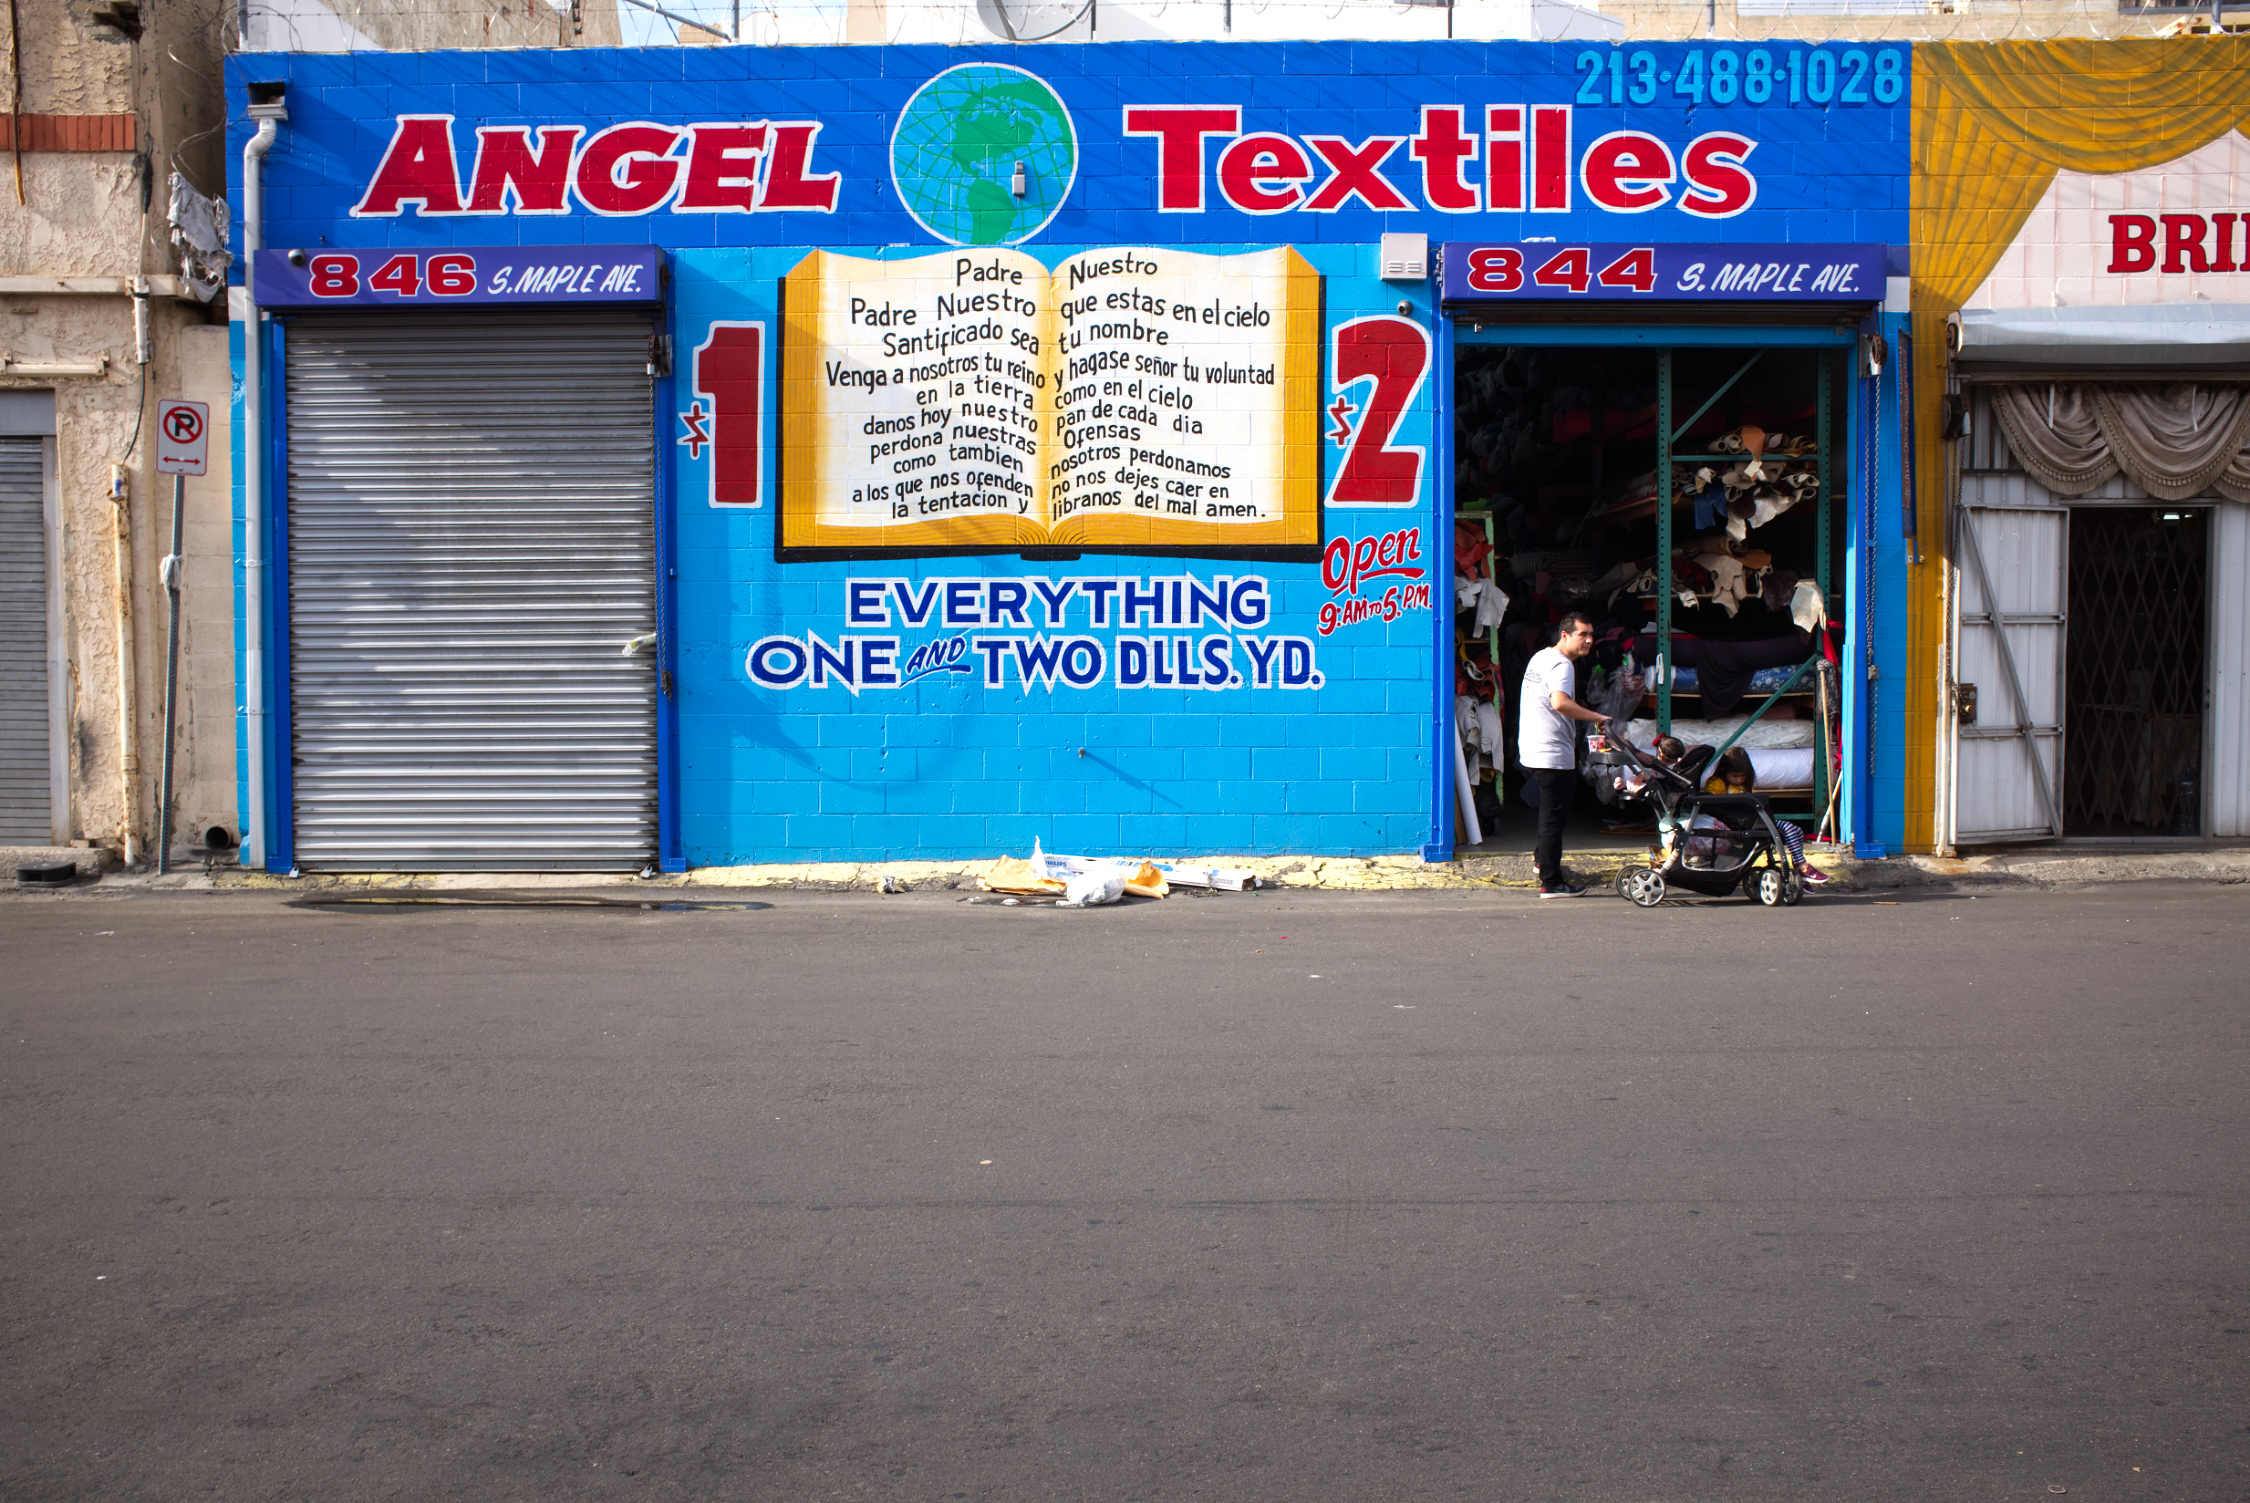 213·488·1028
ANGEL Textiles
846 S. MAPLE AVE.
844 S. MAPLE AVE.
BRI
$1
$2
Padre Nuestro
Padre Nuestro que estas en el cielo
Santificado sea tu nombre
Venga a nosotros tu reino y hagase señor tu voluntad
en la tierra como en el cielo
danos hoy nuestro pan de cada dia
perdona nuestras Ofensas
como tambien nosotros perdonamos
a los que nos ofenden no nos dejes caer en
la tentacion y libranos del mal amen.
Open
9:AM TO 5:PM.
EVERYTHING
ONE AND TWO DLLS. YD.
P
PHILIPS